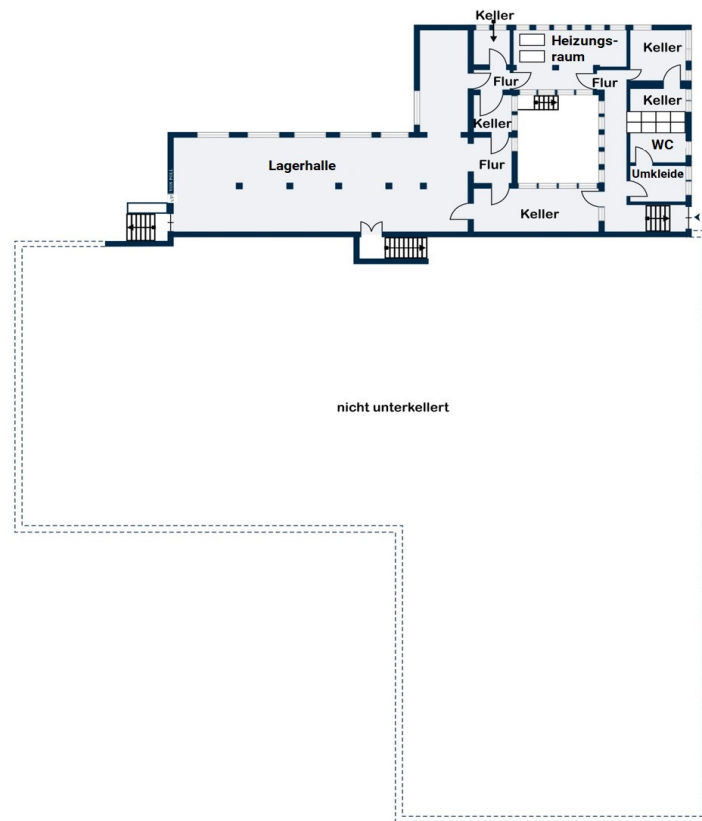 Keller
Heizungs-
raum
Keller
Flur
Flur
Keller
Keller
WC
Lagerhalle
Flur
Umkleide
Keller
nicht unterkellert